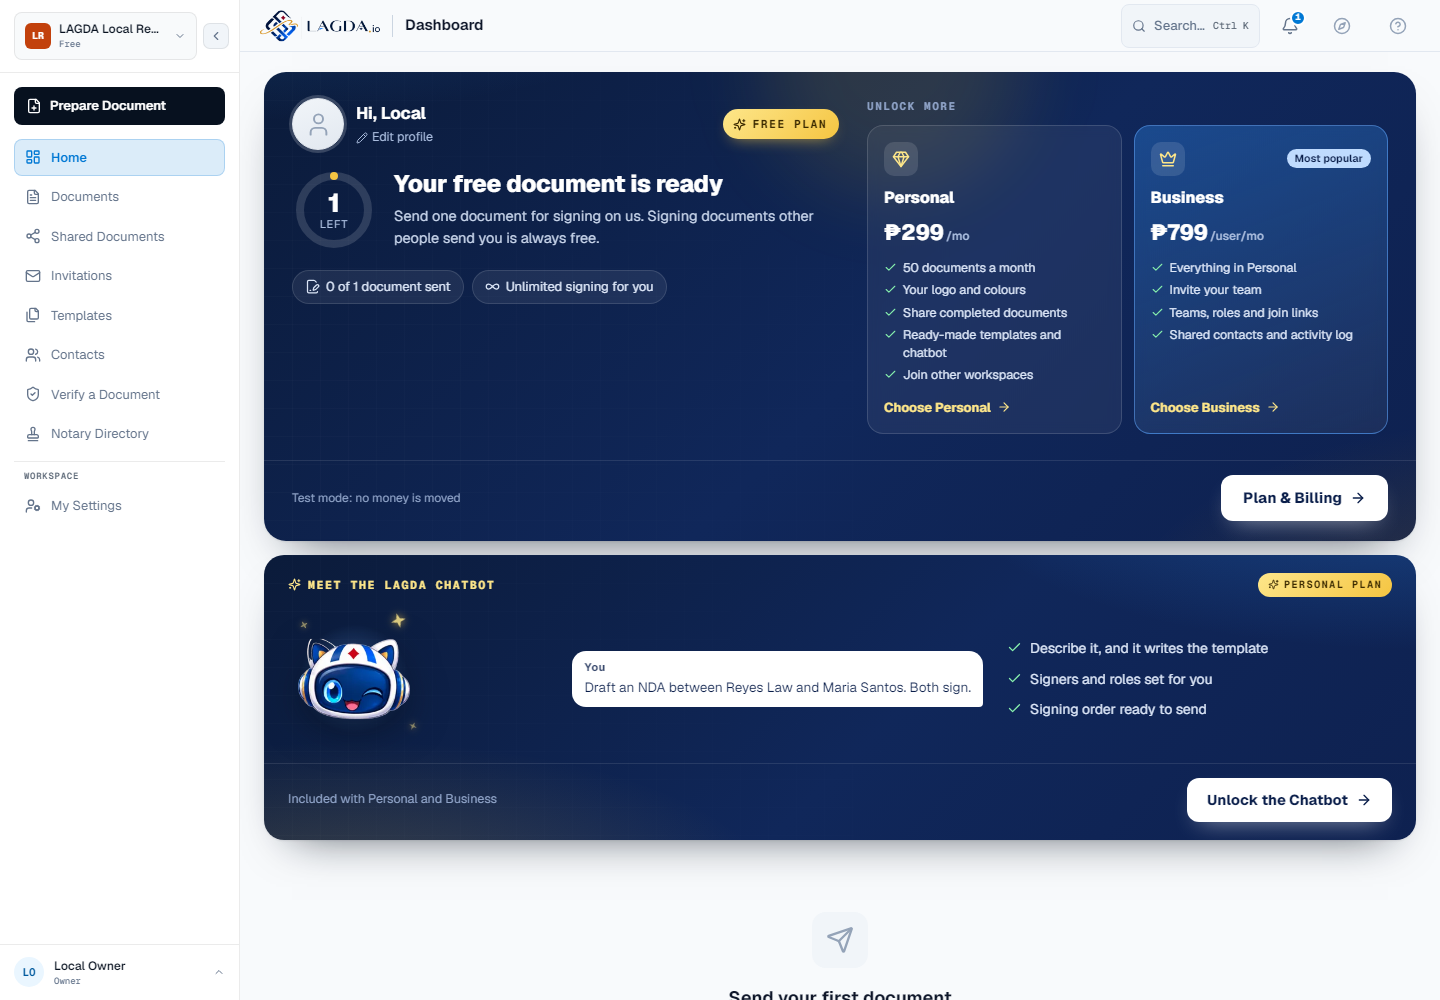 LR
LAGDA Local Re...
Free
Prepare Document
Home
Documents
Shared Documents
Invitations
Templates
Contacts
Verify a Document
Notary Directory
WORKSPACE
My Settings
LO
Local Owner
Owner
LAGDA.io
Dashboard
Search...
Ctrl K
1
Hi, Local
Edit profile
FREE PLAN
1
LEFT
Your free document is ready
Send one document for signing on us. Signing documents other
people send you is always free.
0 of 1 document sent
Unlimited signing for you
UNLOCK MORE
Personal
₱299 /mo
50 documents a month
Your logo and colours
Share completed documents
Ready-made templates and
chatbot
Join other workspaces
Choose Personal
Most popular
Business
₱799 /user/mo
Everything in Personal
Invite your team
Teams, roles and join links
Shared contacts and activity log
Choose Business
Test mode: no money is moved
Plan & Billing
MEET THE LAGDA CHATBOT
PERSONAL PLAN
You
Draft an NDA between Reyes Law and Maria Santos. Both sign.
Describe it, and it writes the template
Signers and roles set for you
Signing order ready to send
Included with Personal and Business
Unlock the Chatbot
Send your first document